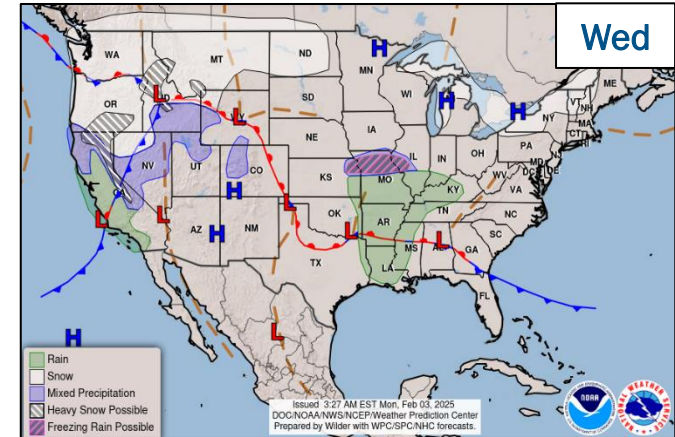 Wed
WA
MT
ND
MN
ME
OR
ID
WY
SD
WI
VT
NH
NY
MA
CT
RI
NE
IA
IL
IN
OH
PA
NJ
MD
DE
DC
NV
UT
CO
KS
MO
KY
WV
VA
CA
AZ
NM
OK
AR
TN
NC
SC
TX
LA
MS
AL
GA
FL
H
H
H
H
H
H
L
L
L
L
L
L
L
L
Rain
Snow
Mixed Precipitation
Heavy Snow Possible
Freezing Rain Possible
Issued 3:27 AM EST Mon, Feb 03, 2025
DOC/NOAA/NWS/NCEP/Weather Prediction Center
Prepared by Wilder with WPC/SPC/NHC forecasts.
NOAA